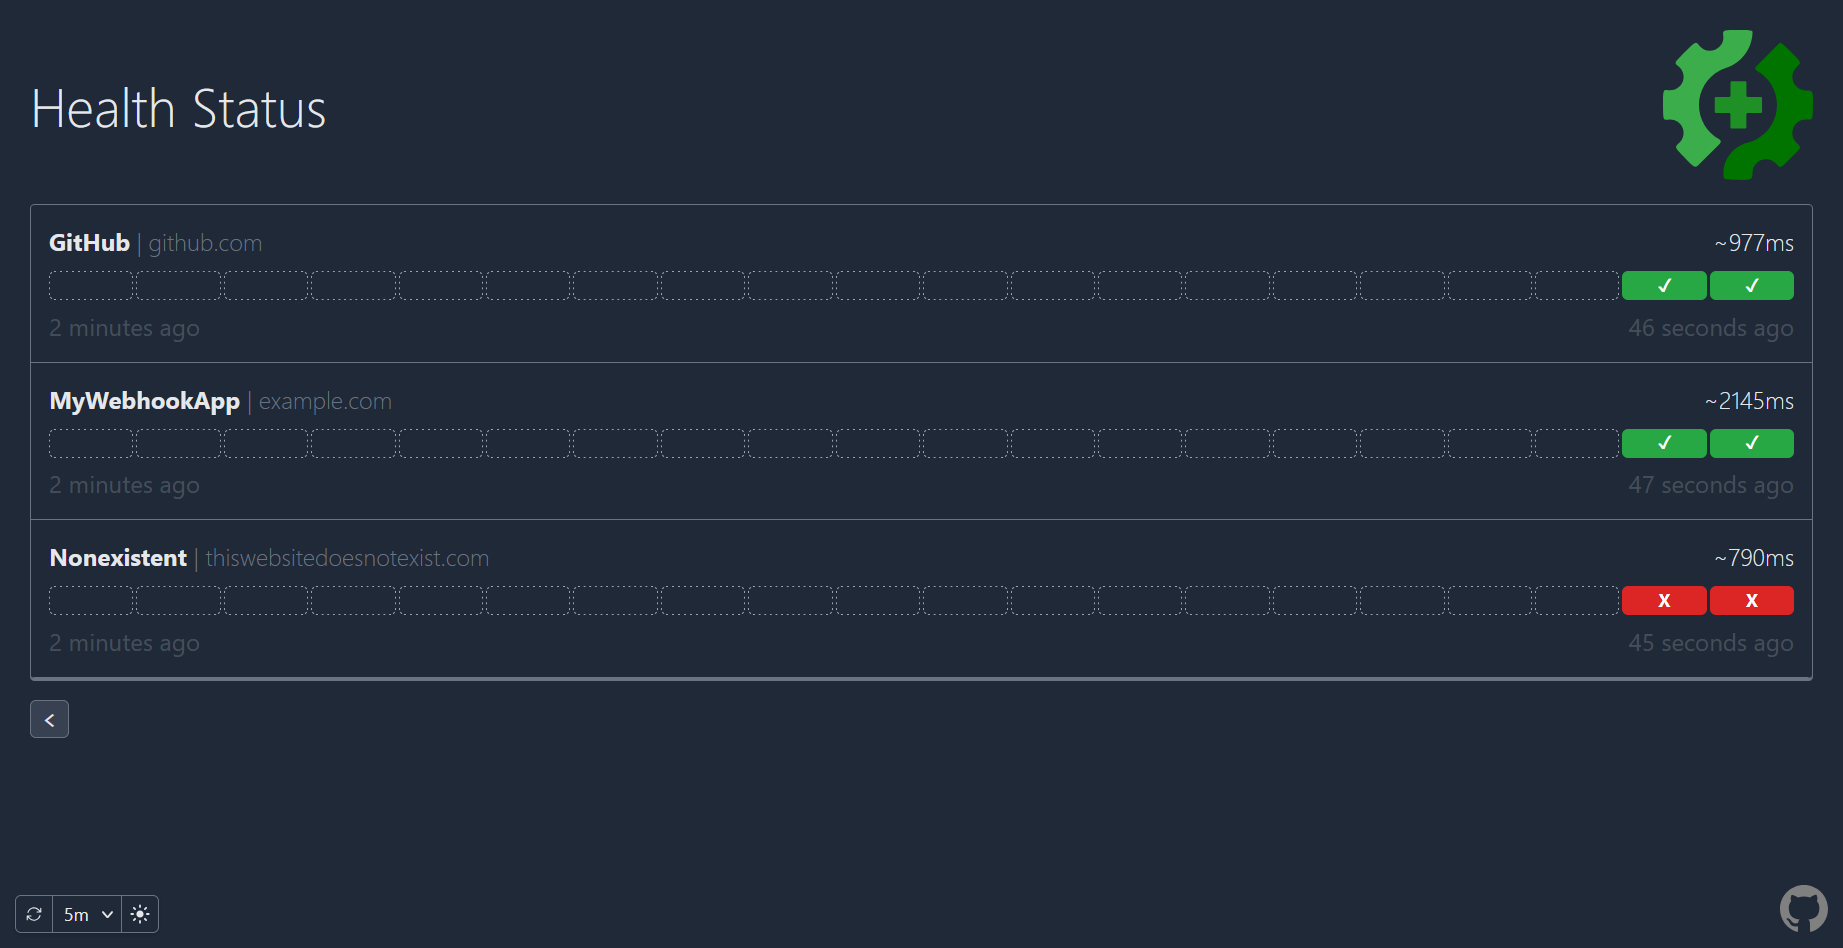 Health Status
GitHub | github.com ~977ms
✓ ✓
2 minutes ago 46 seconds ago
MyWebhookApp | example.com ~2145ms
✓ ✓
2 minutes ago 47 seconds ago
Nonexistent | thiswebsitedoesnotexist.com ~790ms
X X
2 minutes ago 45 seconds ago
<
5m